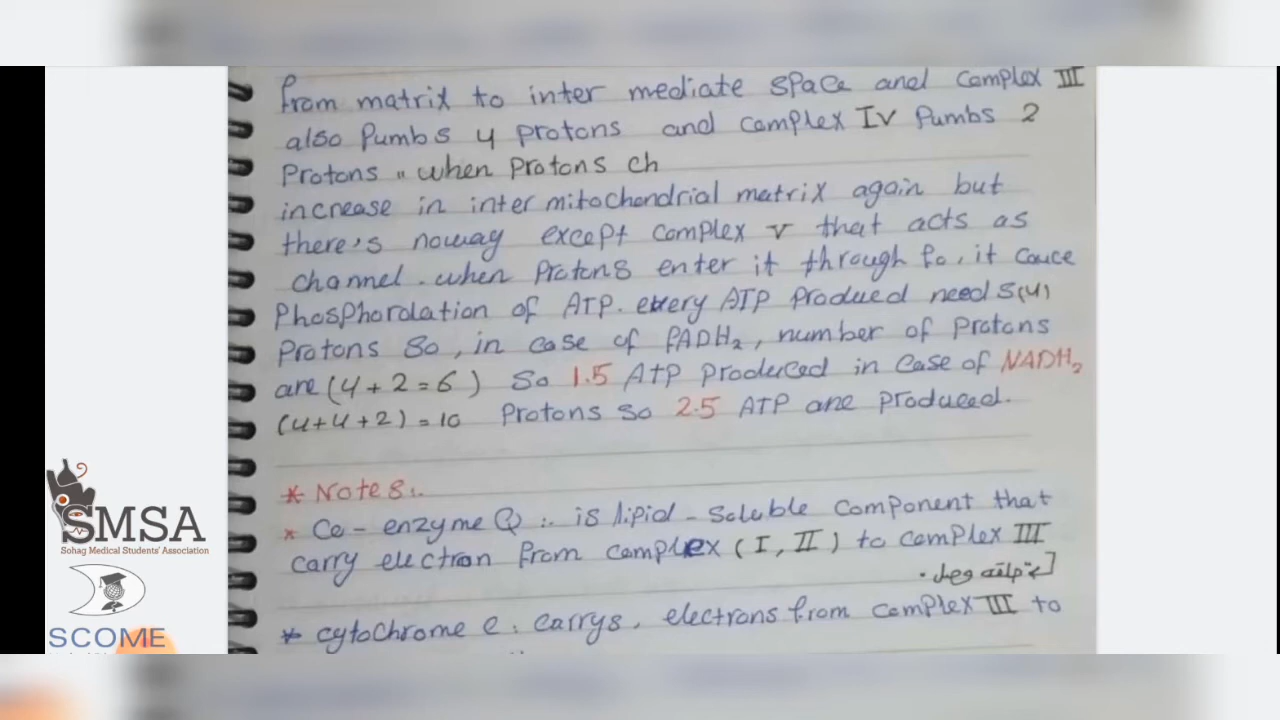 from matrix to inter mediate space and complex III
also Pumbs 4 protons and complex IV Pumbs 2
Protons " when protons ch
increase in inter mitochondrial matrix again but
there's noway except complex V that acts as
channel. when Protons enter it through Fo, it cauce
Phosphorolation of ATP. every ATP produed need S(4)
Protons So, in case of FADH2, number of Protons
are (4+2=6) So 1.5 Atp produced in case of NADH2
(4+4+2)=10 Protons so 2.5 ATP are produced.
* Notes:.
* Co-enzyme Q :. is lipid-soluble component that
carry electron from complex (I, II) to complex III
* cytochrome c: carrys, electrons from complex III to
SMSA
Sohag Medical Students' Association
SCOME